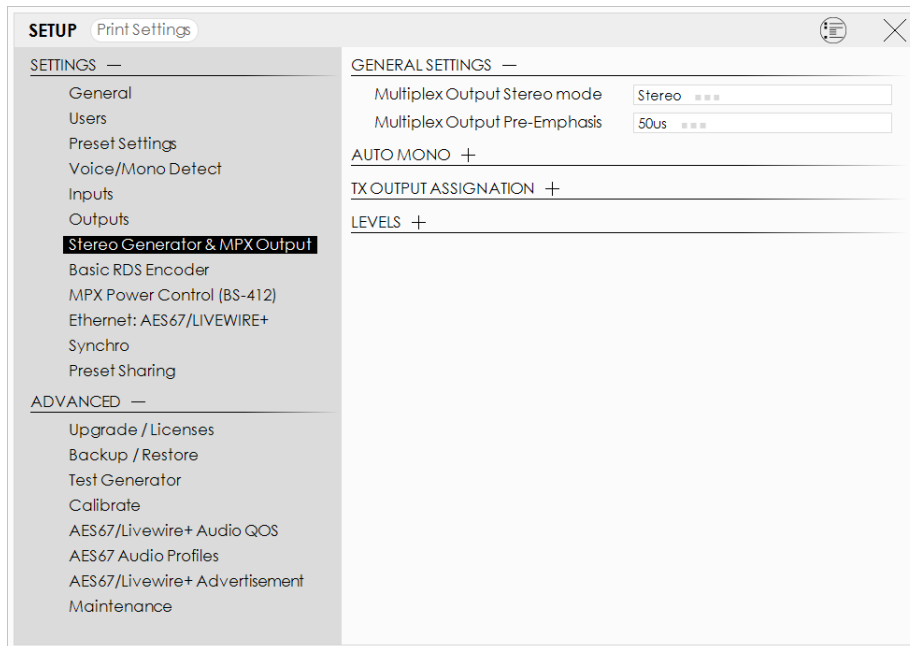 SETUP Print Settings
SETTINGS —
General
Users
Preset Settings
Voice/Mono Detect
Inputs
Outputs
Stereo Generator & MPX Output
Basic RDS Encoder
MPX Power Control (BS-412)
Ethernet: AES67/LIVEWIRE+
Synchro
Preset Sharing
ADVANCED —
Upgrade / Licenses
Backup / Restore
Test Generator
Calibrate
AES67/Livewire+ Audio QOS
AES67 Audio Profiles
AES67/Livewire+ Advertisement
Maintenance
GENERAL SETTINGS —
Multiplex Output Stereo mode Stereo
Multiplex Output Pre-Emphasis 50us
AUTO MONO +
TX OUTPUT ASSIGNATION +
LEVELS +